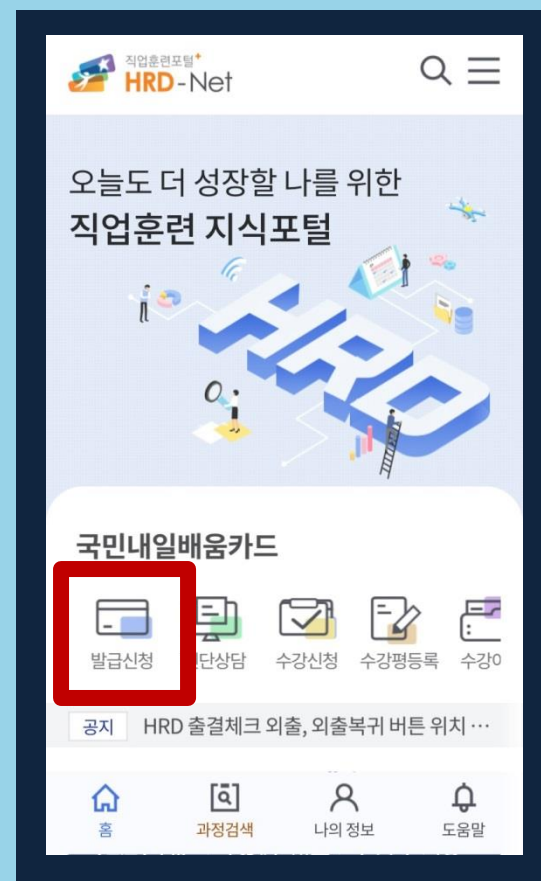 직업훈련포털+
HRD-Net
오늘도 더 성장할 나를 위한
직업훈련 지식포털
HRD
국민내일배움카드
발급신청
단상담
수강신청
수강평등록
수강이
공지 HRD 출결체크 외출, 외출복귀 버튼 위치 …
홈
과정검색
나의 정보
도움말